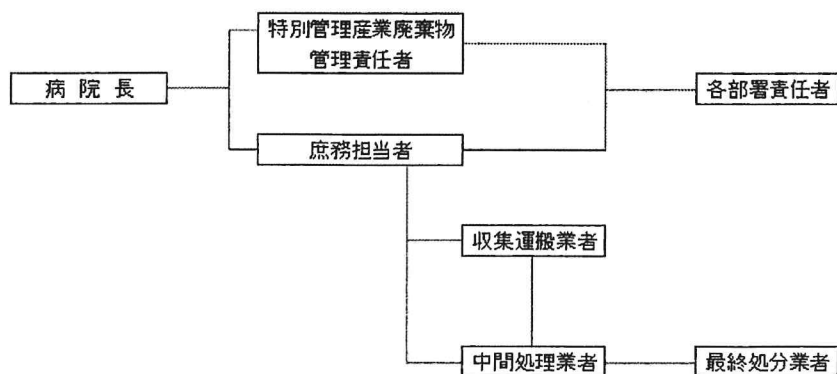 特別管理産業廃棄物
管理責任者
病院長
各部署責任者
庶務担当者
収集運搬業者
中間処理業者
最終処分業者